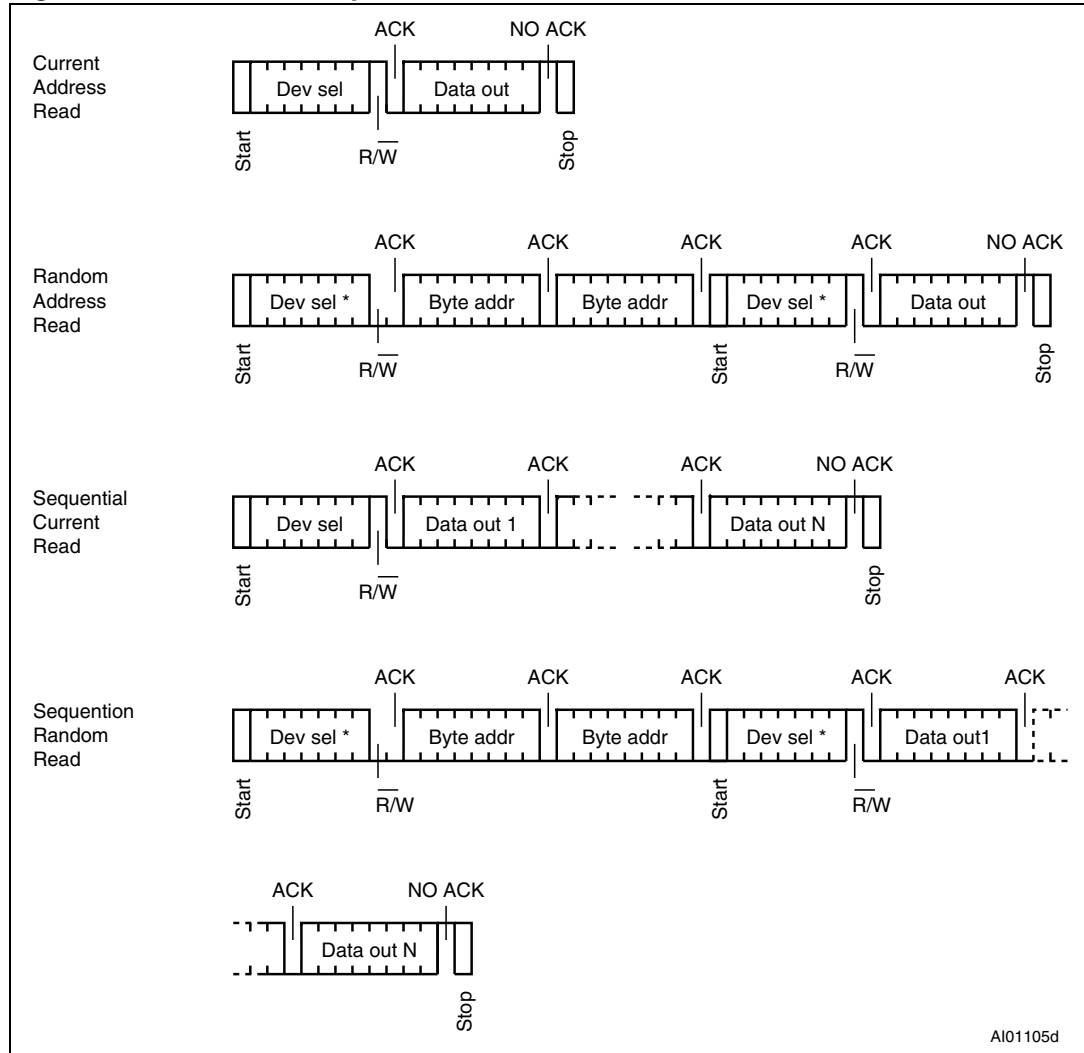 ACK NO ACK
Current
Address
Read
Dev sel Data out
Start R/W Stop
ACK ACK ACK ACK NO ACK
Random
Address
Read
Dev sel * Byte addr Byte addr Dev sel * Data out
Start R/W Start R/W Stop
ACK ACK ACK NO ACK
Sequential
Current
Read
Dev sel Data out 1 Data out N
Start R/W Stop
ACK ACK ACK ACK ACK
Sequention
Random
Read
Dev sel * Byte addr Byte addr Dev sel * Data out1
Start R/W Start R/W
ACK NO ACK
Data out N
Stop
AI01105d